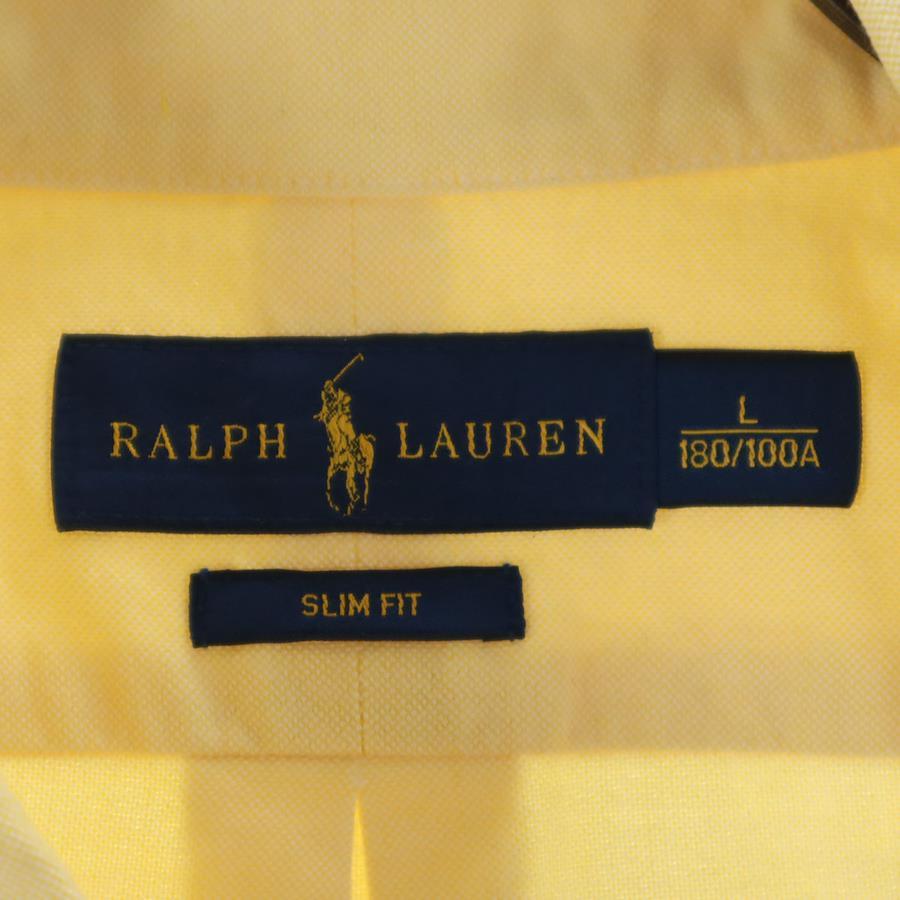 RALPH LAUREN
L
180/100A
SLIM FIT